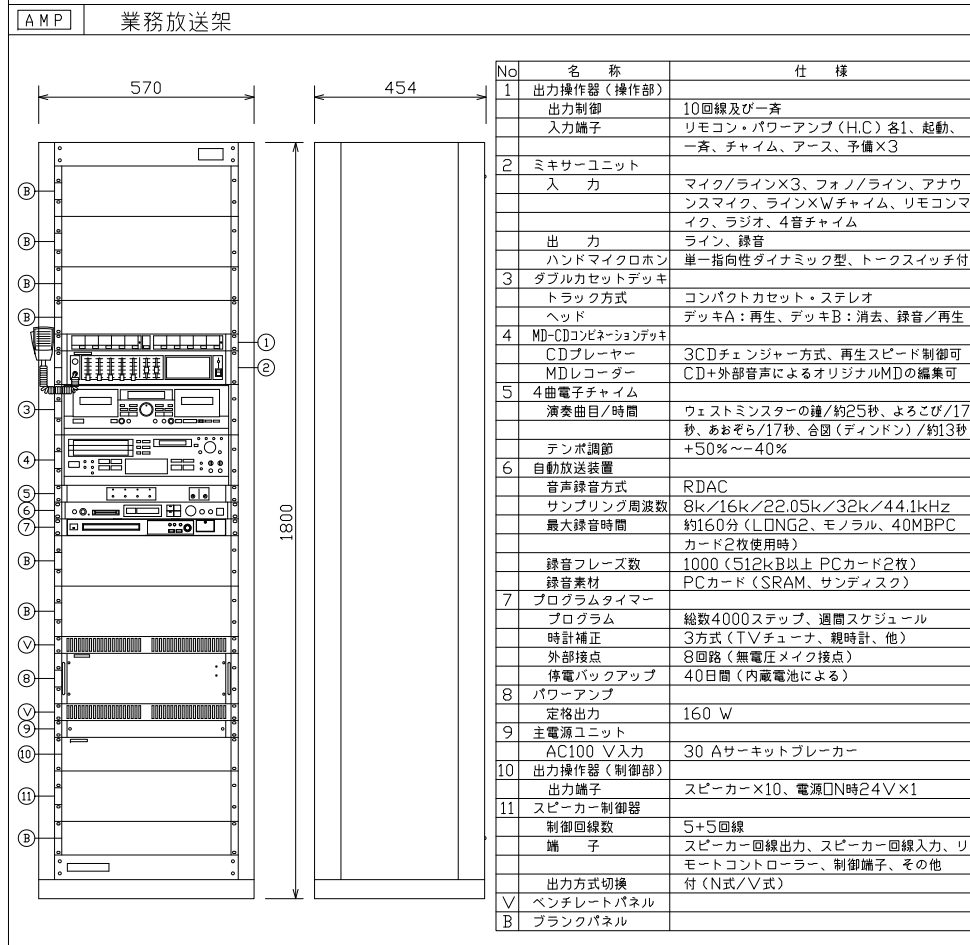 AMP 業務放送架
570
454
1800
B
B
B
B
1
2
3
4
5
6
7
B
B
V
8
V
9
10
11
B
No 名 称 仕 様
1 出力操作器(操作部)
出力制御 10回線及び一斉
入力端子 リモコン・パワーアンプ(H,C)各1、起動、
一斉、チャイム、アース、予備×3
2 ミキサーユニット
入 力 マイク/ライン×3、フォノ/ライン、アナウ
ンスマイク、ライン×Wチャイム、リモコンマ
イク、ラジオ、4音チャイム
出 力 ライン、録音
ハンドマイクロホン 単一指向性ダイナミック型、トークスイッチ付
3 ダブルカセットデッキ
トラック方式 コンパクトカセット・ステレオ
ヘッド デッキA:再生、デッキB:消去、録音/再生
4 MD-CDコンビネーションデッキ
CDプレーヤー 3CDチェンジャー方式、再生スピード制御可
MDレコーダー CD+外部音声によるオリジナルMDの編集可
5 4曲電子チャイム
演奏曲目/時間 ウェストミンスターの鐘/約25秒、よろこび/17
秒、あおぞら/17秒、合図(ディンドン)/約13秒
テンポ調節 +50%~-40%
6 自動放送装置
音声録音方式 RDAC
サンプリング周波数 8k/16k/22.05k/32k/44.1kHz
最大録音時間 約160分(LONG2、モノラル、40MBPC
カード2枚使用時)
録音フレーズ数 1000(512kB以上 PCカード2枚)
録音素材 PCカード(SRAM、サンディスク)
7 プログラムタイマー
プログラム 総数4000ステップ、週間スケジュール
時計補正 3方式(TVチューナ、親時計、他)
外部接点 8回路(無電圧メイク接点)
停電バックアップ 40日間(内蔵電池による)
8 パワーアンプ
定格出力 160 W
9 主電源ユニット
AC100 V入力 30 Aサーキットブレーカー
10 出力操作器(制御部)
出力端子 スピーカー×10、電源ON時24V×1
11 スピーカー制御器
制御回線数 5+5回線
端 子 スピーカー回線出力、スピーカー回線入力、リ
モートコントローラー、制御端子、その他
出力方式切換 付(N式/V式)
V ベンチレートパネル
B ブランクパネル